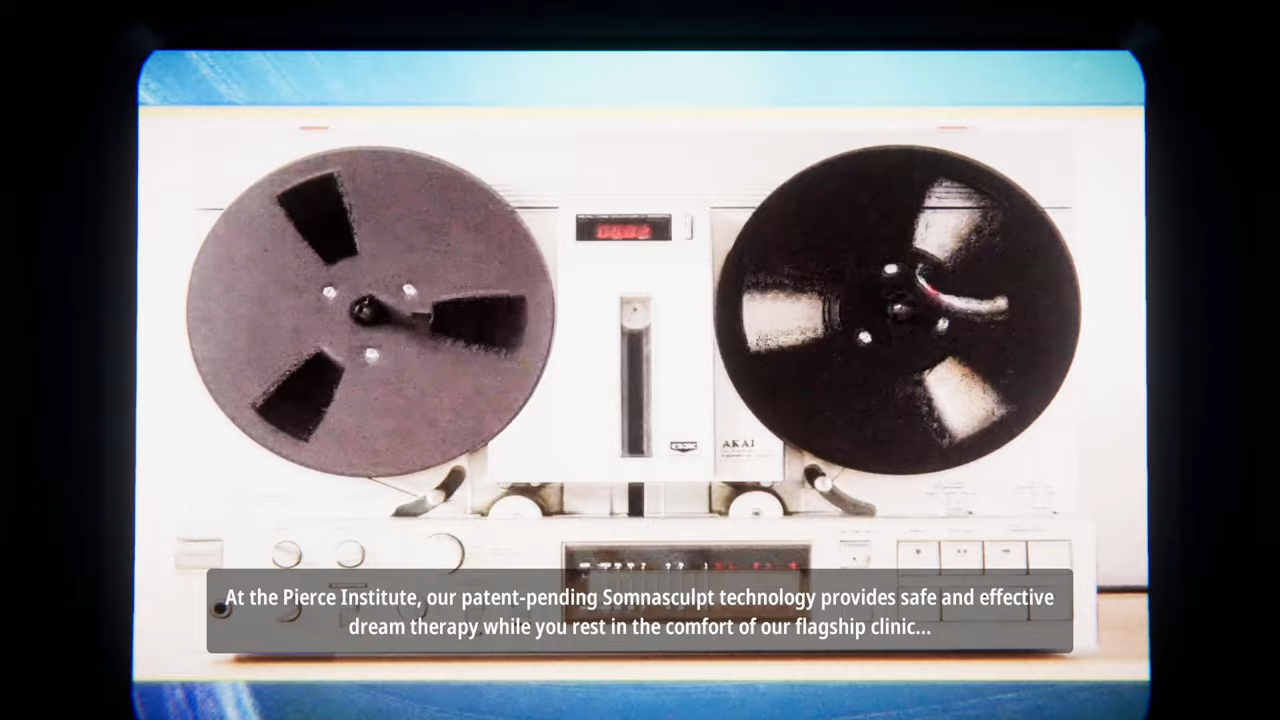 AKAI
At the Pierce Institute, our patent-pending Somnasculpt technology provides safe and effective
dream therapy while you rest in the comfort of our flagship clinic...